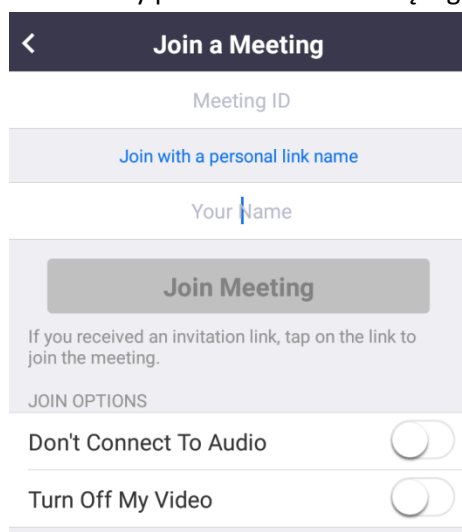 Join a Meeting
Meeting ID
Join with a personal link name
Your Name
Join Meeting
If you received an invitation link, tap on the link to
join the meeting.
JOIN OPTIONS
Don't Connect To Audio
Turn Off My Video